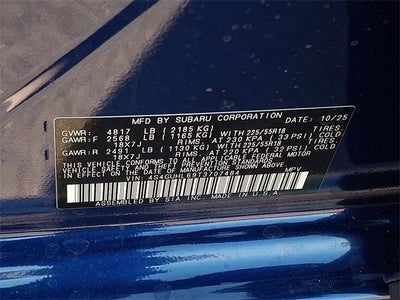 MFD BY SUBARU CORPORATION DATE: 10/25
GVWR: 4817 LB (2185 KG)
GAWR:F 2568 LB (1165 KG) WITH 225/55R18 TIRES
18X7J RIMS, AT 230 KPA (33 PSI) COLD
GAWR:R 2491 LB (1130 KG) WITH 225/55R18 TIRES
18X7J RIMS, AT 220 KPA (32 PSI) COLD
THIS VEHICLE CONFORMS TO ALL APPLICABLE FEDERAL MOTOR
VEHICLE SAFETY AND THEFT PREVENTION STANDARDS
IN EFFECT ON THE DATE OF MANUFACTURE SHOWN ABOVE.
VIN: MPV
ASSEMBLED BY SIA INC. MADE IN U.S.A